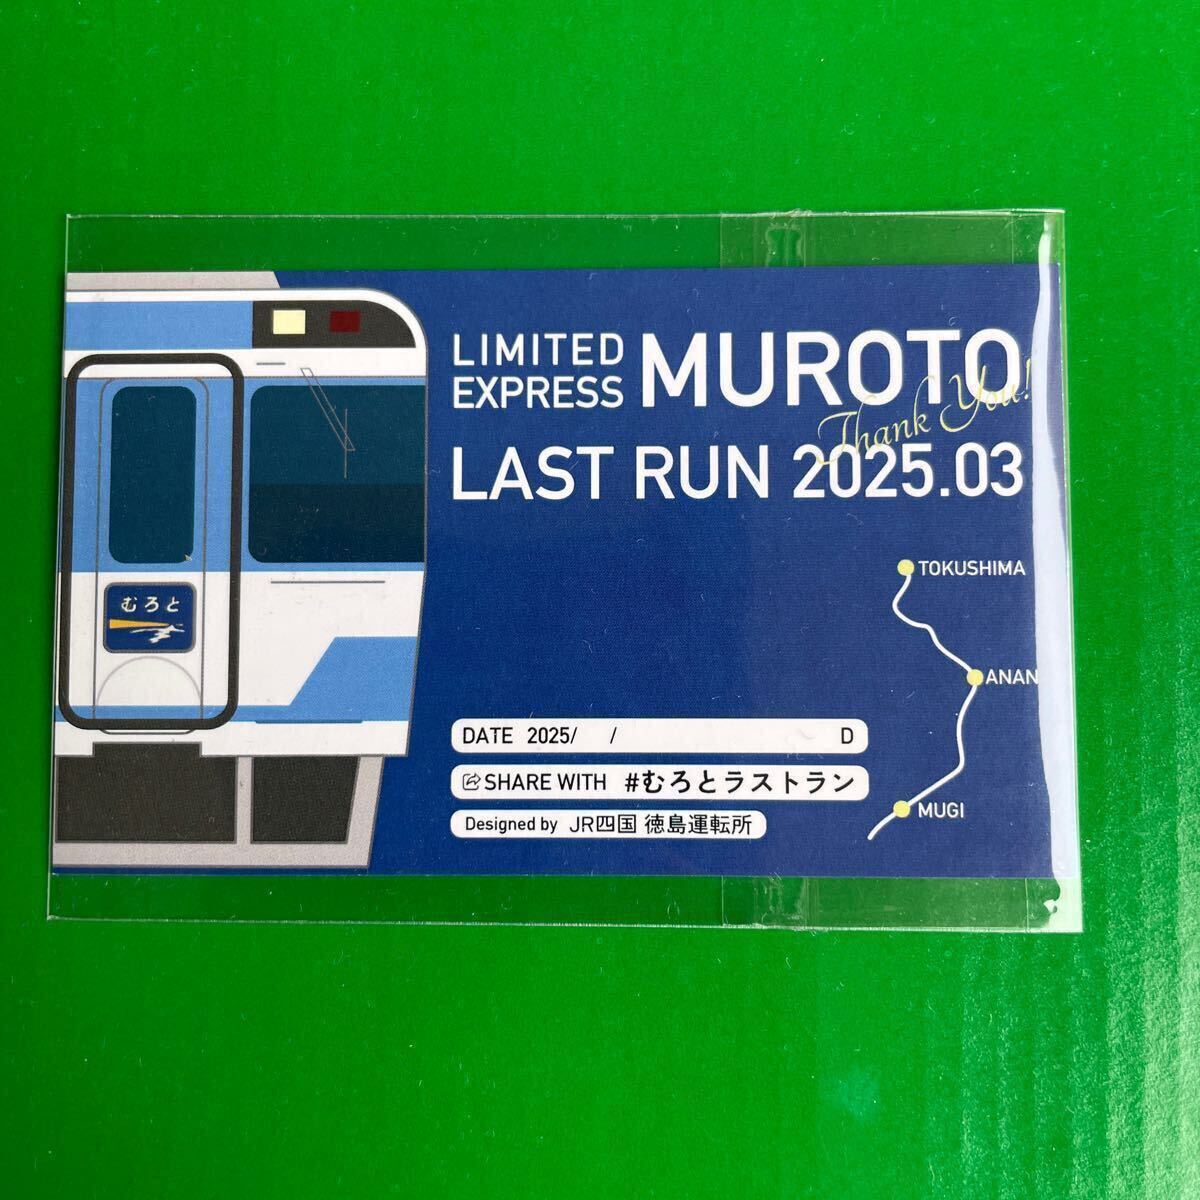 LIMITED
EXPRESS
MUROTO
Thank You!
LAST RUN 2025.03
むろと
TOKUSHIMA
ANAN
MUGI
DATE 2025/ / D
SHARE WITH #むろとラストラン
Designed by JR四国 徳島運転所